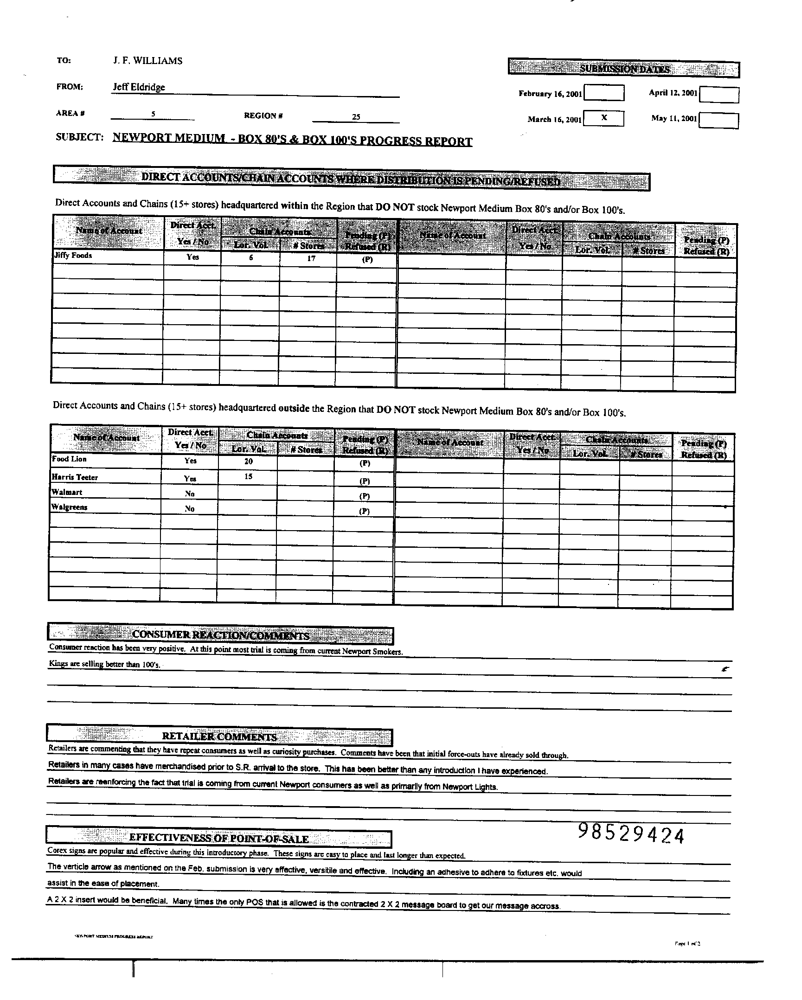 TO: J. F. WILLIAMS
SUBMISSION DATES
FROM: Jeff Eldridge
February 16, 2001 April 12, 2001
AREA # 5 REGION # 25
March 16, 2001 X May 11, 2001
SUBJECT: NEWPORT MEDIUM - BOX 80'S & BOX 100'S PROGRESS REPORT
DIRECT ACCOUNTS/CHAIN ACCOUNTS WHERE DISTRIBUTION IS PENDING/REFUSED
Direct Accounts and Chains (15+ stores) headquartered within the Region that DO NOT stock Newport Medium Box 80's and/or Box 100's.
Name of Account Direct Acct. Chain Accounts Pending (P) Name of Account Direct Acct. Chain Accounts Pending (P)
Yes / No Lor. Vol. # Stores Refused (R) Yes / No Lor. Vol. # Stores Refused (R)
Jiffy Foods Yes 6 17 (P)
Direct Accounts and Chains (15+ stores) headquartered outside the Region that DO NOT stock Newport Medium Box 80's and/or Box 100's.
Name of Account Direct Acct. Chain Accounts Pending (P) Name of Account Direct Acct. Chain Accounts Pending (P)
Yes / No Lor. Vol. # Stores Refused (R) Yes / No Lor. Vol. # Stores Refused (R)
Food Lion Yes 20 (P)
Harris Teeter Yes 15 (P)
Walmart No (P)
Walgreens No (P)
CONSUMER REACTION/COMMENTS
Consumer reaction has been very positive. At this point most trial is coming from current Newport Smokers.
Kings are selling better than 100's.
RETAILER COMMENTS
Retailers are commenting that they have repeat consumers as well as curiosity purchases. Comments have been that initial force-outs have already sold through.
Retailers in many cases have merchandised prior to S.R. arrival to the store. This has been better than any introduction I have experienced.
Retailers are reenforcing the fact that trial is coming from current Newport consumers as well as primarily from Newport Lights.
98529424
EFFECTIVENESS OF POINT-OF-SALE
Corex signs are popular and effective during this introductory phase. These signs are easy to place and last longer than expected.
The verticle arrow as mentioned on the Feb. submission is very effective, versitile and effective. Including an adhesive to adhere to fixtures etc. would
assist in the ease of placement.
A 2 X 2 insert would be beneficial. Many times the only POS that is allowed is the contracted 2 X 2 message board to get our message accross.
NEWPORT MEDIUM PROGRESS REPORT
Page 1 of 2